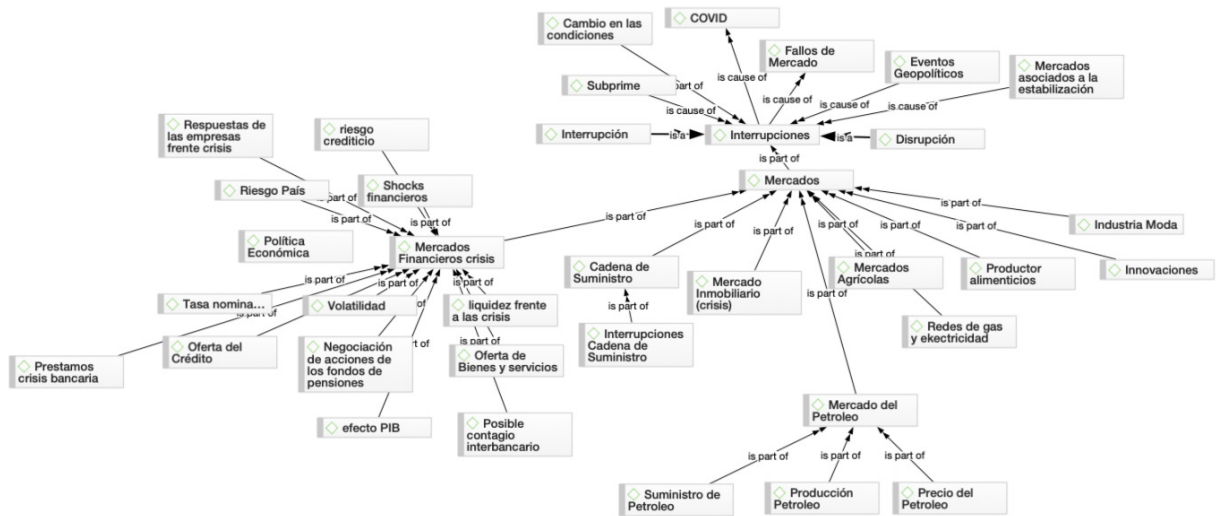 Cambio en las
condiciones
COVID
Fallos de
Mercado
Eventos
Geopolíticos
Mercados
asociados a la
estabilización
Subprime
is cause of
part of
is cause of
is cause of
is cause of
is cause of
Interrupción
is a
Interrupciones
is a
Disrupción
is part of
Mercados
Respuestas de
las empresas
frente crisis
riesgo
crediticio
Riesgo País
Shocks
financieros
is part of
is part of
is part of
Política
Económica
Mercados
Financieros crisis
is part of
is part of
is part of
is part of
is part of
is part of
is part of
Industria Moda
Cadena de
Suministro
Mercado
Inmobiliario
(crisis)
Mercados
Agrícolas
Productor
alimenticios
Innovaciones
is part of
is part of
is part of
Tasa nomina...
Volatilidad
liquidez frente
a las crisis
is part of
is part of
Interrupciones
Cadena de
Suministro
Redes de gas
y ekectricidad
Prestamos
crisis bancaria
Oferta del
Crédito
Negociación
de acciones de
los fondos de
pensiones
of
is part of
Oferta de
Bienes y servicios
efecto PIB
Posible
contagio
interbancario
Mercado del
Petroleo
is part of
is part of
is part of
Suministro de
Petroleo
Producción
Petroleo
Precio del
Petroleo